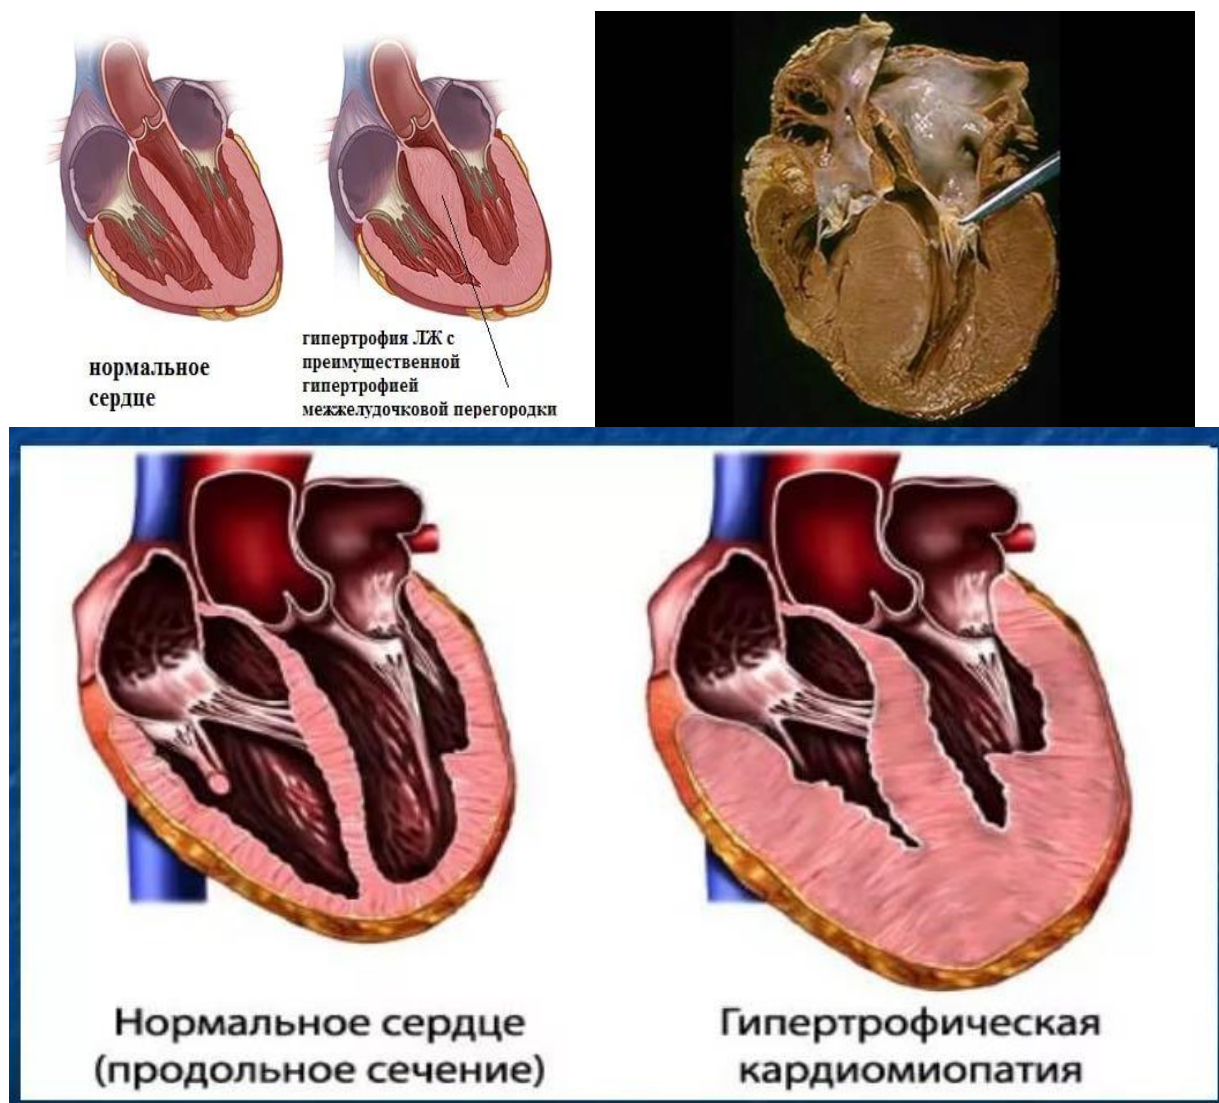 нормальное
сердце
гипертрофия ЛЖ с
преимущественной
гипертрофией
межжелудочковой перегородки
Нормальное сердце
(продольное сечение)
Гипертрофическая
кардиомиопатия